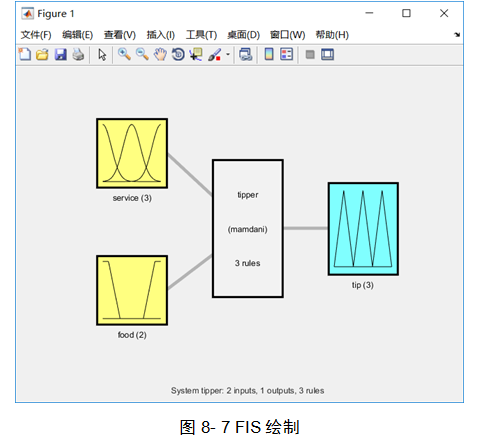 Figure 1
文件(F) 编辑(E) 查看(V) 插入(I) 工具(T) 桌面(D) 窗口(W) 帮助(H)
service (3)
tipper
(mamdani)
3 rules
tip (3)
food (2)
System tipper: 2 inputs, 1 outputs, 3 rules
图 8- 7 FIS 绘制